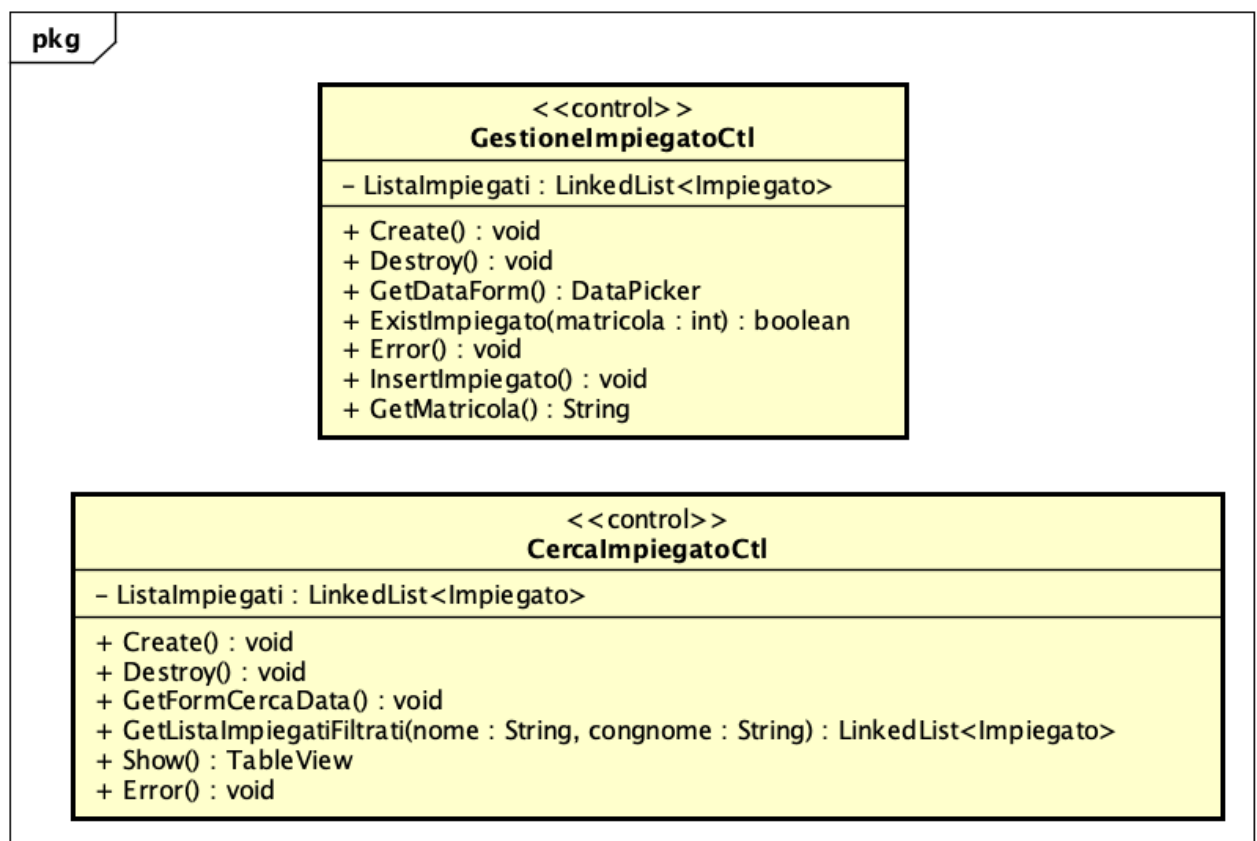 pkg
<<control>>
GestioneImpiegatoCtl
– ListaImpiegati : LinkedList<Impiegato>
+ Create() : void
+ Destroy() : void
+ GetDataForm() : DataPicker
+ ExistImpiegato(matricola : int) : boolean
+ Error() : void
+ InsertImpiegato() : void
+ GetMatricola() : String
<<control>>
CercaImpiegatoCtl
– ListaImpiegati : LinkedList<Impiegato>
+ Create() : void
+ Destroy() : void
+ GetFormCercaData() : void
+ GetListaImpiegatiFiltrati(nome : String, congnome : String) : LinkedList<Impiegato>
+ Show() : TableView
+ Error() : void